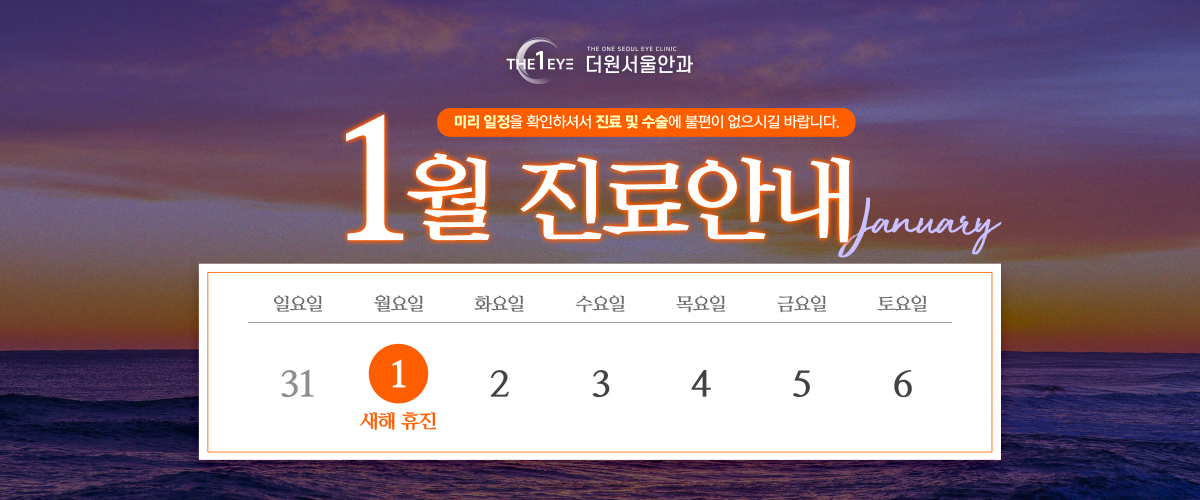 THE1EYE
THE ONE SEOUL EYE CLINIC
더원서울안과
미리 일정을 확인하셔서 진료 및 수술에 불편이 없으시길 바랍니다.
1월 진료안내
January
일요일 월요일 화요일 수요일 목요일 금요일 토요일
31 1 2 3 4 5 6
새해 휴진